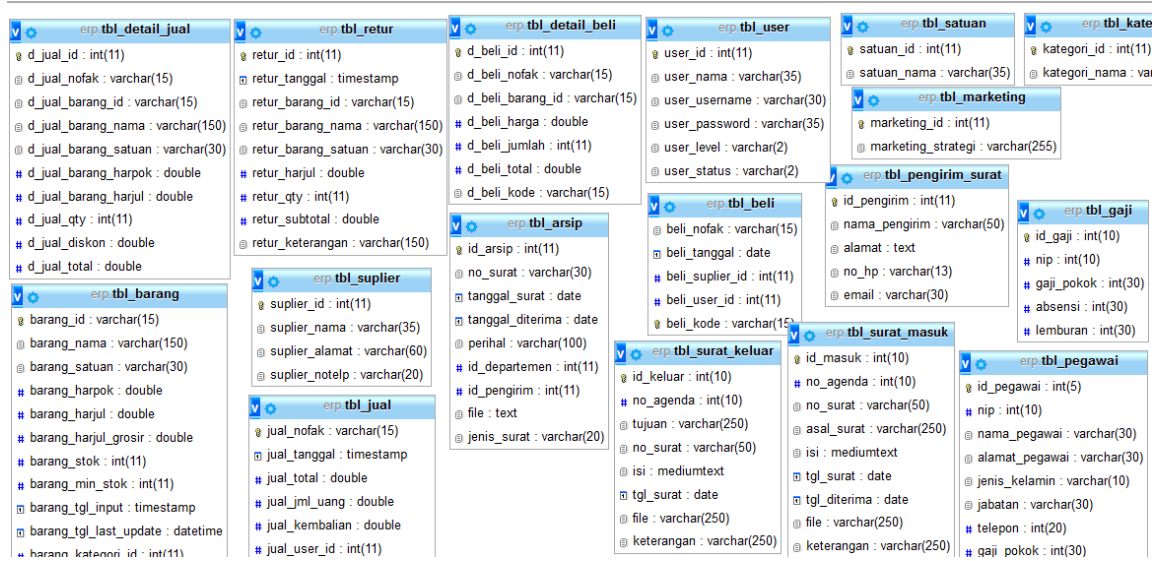 erp.tbl_detail_jual
d_jual_id : int(11)
d_jual_nofak : varchar(15)
d_jual_barang_id : varchar(15)
d_jual_barang_nama : varchar(150)
d_jual_barang_satuan : varchar(30)
d_jual_barang_harpok : double
d_jual_barang_harjul : double
d_jual_qty : int(11)
d_jual_diskon : double
d_jual_total : double
erp.tbl_retur
retur_id : int(11)
retur_tanggal : timestamp
retur_barang_id : varchar(15)
retur_barang_nama : varchar(150)
retur_barang_satuan : varchar(30)
retur_harjul : double
retur_qty : int(11)
retur_subtotal : double
retur_keterangan : varchar(150)
erp.tbl_detail_beli
d_beli_id : int(11)
d_beli_nofak : varchar(15)
d_beli_barang_id : varchar(15)
d_beli_harga : double
d_beli_jumlah : int(11)
d_beli_total : double
d_beli_kode : varchar(15)
erp.tbl_user
user_id : int(11)
user_nama : varchar(35)
user_username : varchar(30)
user_password : varchar(35)
user_level : varchar(2)
user_status : varchar(2)
erp.tbl_satuan
satuan_id : int(11)
satuan_nama : varchar(35)
erp.tbl_kate
kategori_id : int(11)
kategori_nama : var
erp.tbl_marketing
marketing_id : int(11)
marketing_strategi : varchar(255)
erp.tbl_pengirim_surat
id_pengirim : int(11)
nama_pengirim : varchar(50)
alamat : text
no_hp : varchar(13)
email : varchar(30)
erp.tbl_beli
beli_nofak : varchar(15)
beli_tanggal : date
beli_suplier_id : int(11)
beli_user_id : int(11)
beli_kode : varchar(15)
erp.tbl_gaji
id_gaji : int(10)
nip : int(10)
gaji_pokok : int(30)
absensi : int(30)
lemburan : int(30)
erp.tbl_arsip
id_arsip : int(11)
no_surat : varchar(30)
tanggal_surat : date
tanggal_diterima : date
perihal : varchar(100)
id_departemen : int(11)
id_pengirim : int(11)
file : text
jenis_surat : varchar(20)
erp.tbl_suplier
suplier_id : int(11)
suplier_nama : varchar(35)
suplier_alamat : varchar(60)
suplier_notelp : varchar(20)
erp.tbl_barang
barang_id : varchar(15)
barang_nama : varchar(150)
barang_satuan : varchar(30)
barang_harpok : double
barang_harjul : double
barang_harjul_grosir : double
barang_stok : int(11)
barang_min_stok : int(11)
barang_tgl_input : timestamp
barang_tgl_last_update : datetime
barang_kategori_id : int(11)
erp.tbl_jual
jual_nofak : varchar(15)
jual_tanggal : timestamp
jual_total : double
jual_jml_uang : double
jual_kembalian : double
jual_user_id : int(11)
erp.tbl_surat_keluar
id_keluar : int(10)
no_agenda : int(10)
tujuan : varchar(250)
no_surat : varchar(50)
isi : mediumtext
tgl_surat : date
file : varchar(250)
keterangan : varchar(250)
erp.tbl_surat_masuk
id_masuk : int(10)
no_agenda : int(10)
no_surat : varchar(50)
asal_surat : varchar(250)
isi : mediumtext
tgl_surat : date
tgl_diterima : date
file : varchar(250)
keterangan : varchar(250)
erp.tbl_pegawai
id_pegawai : int(5)
nip : int(10)
nama_pegawai : varchar(30)
alamat_pegawai : varchar(30)
jenis_kelamin : varchar(10)
jabatan : varchar(30)
telepon : int(20)
gaji_pokok : int(30)